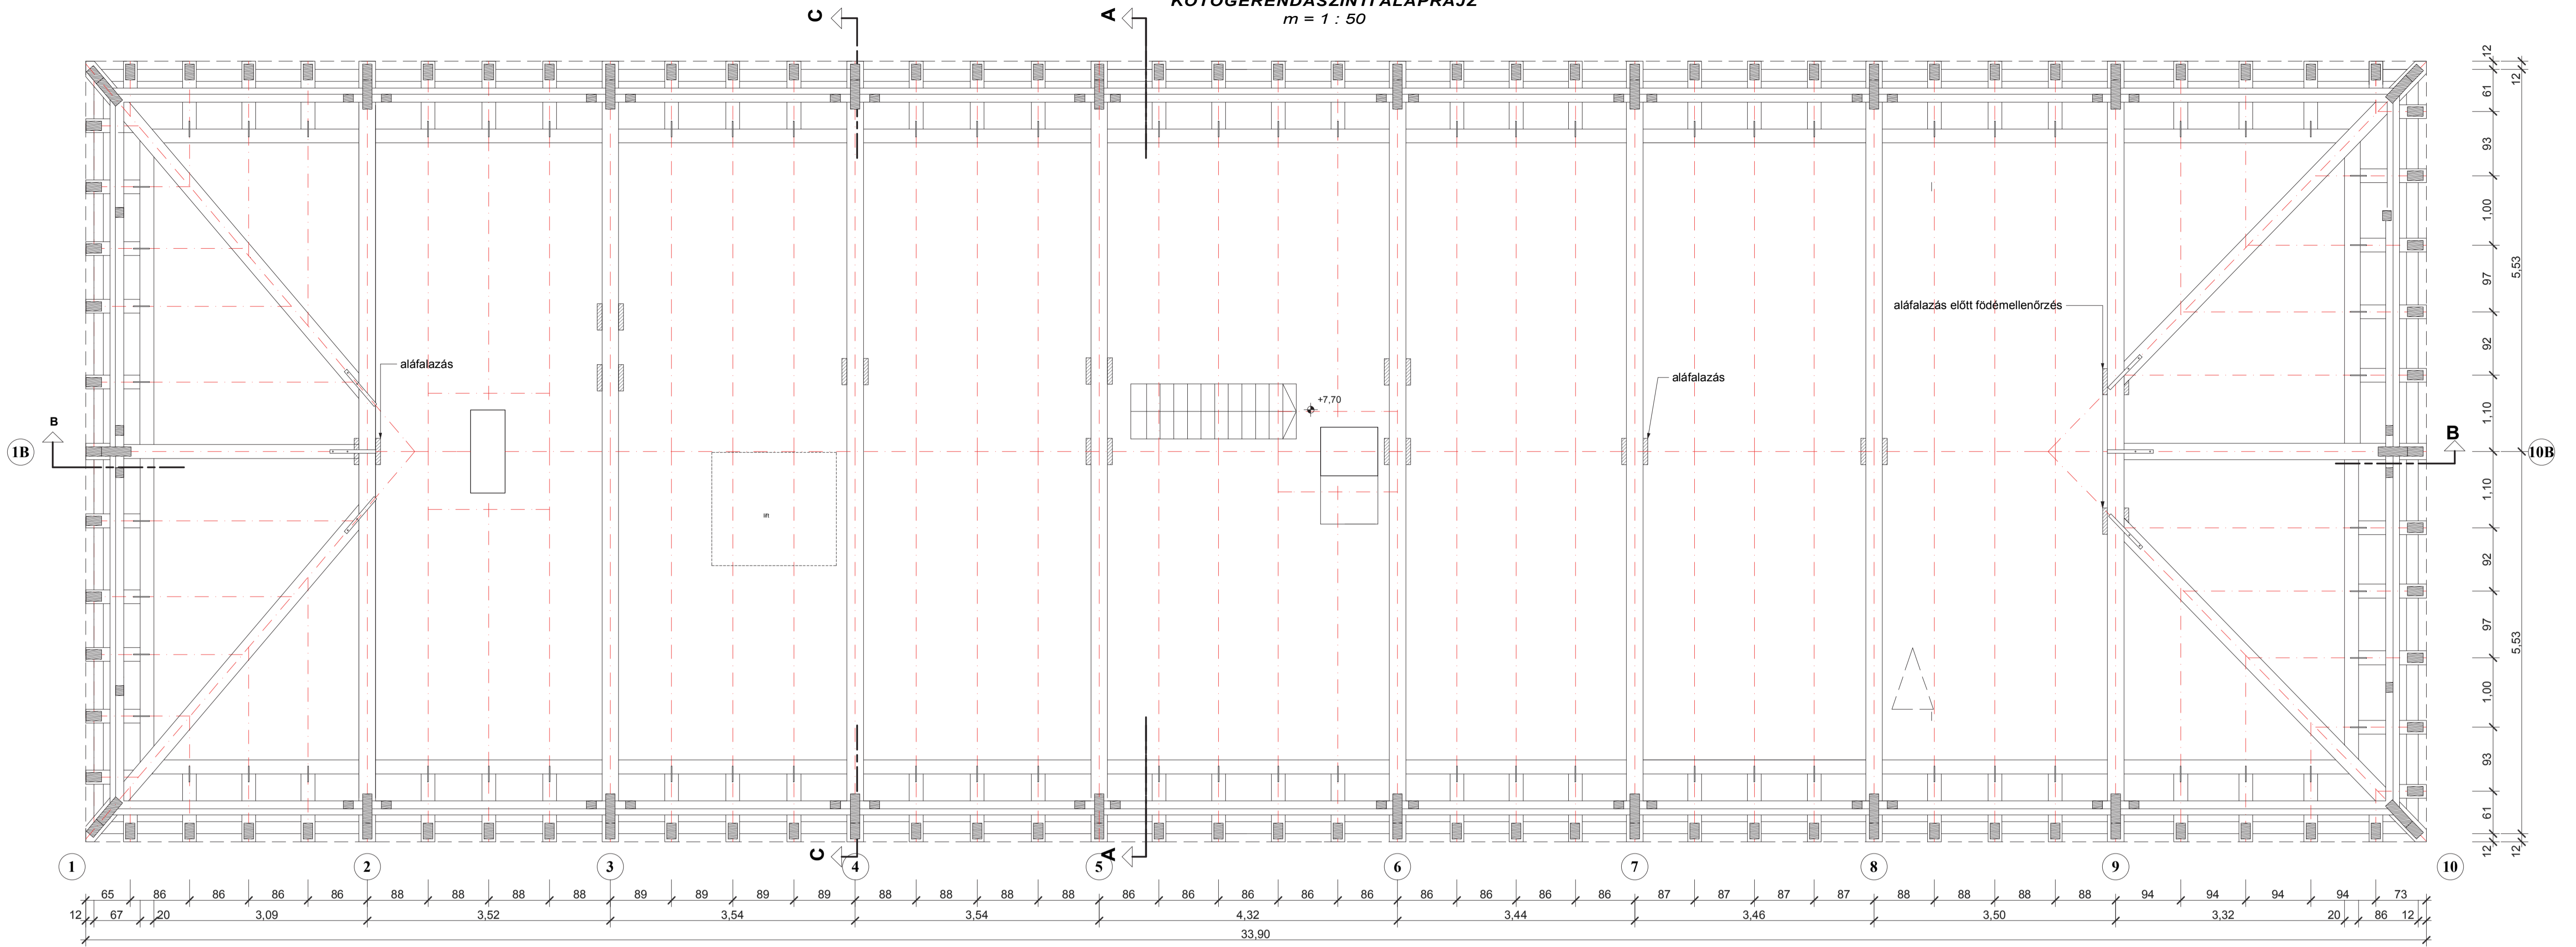 KÖTŐGERENDASZINTI ALAPRAJZ
m = 1 : 50
C
A
12
12
61
93
1,00
97
5,53
aláfalazás előtt födémellenőrzés
92
aláfalazás
aláfalazás
+7,70
1,10
B
B
1B
10B
1,10
lift
92
97
5,53
1,00
93
61
12
12
C
A
1
2
3
4
5
6
7
8
9
10
65 86 86 86 86 88 88 88 88 89 89 89 89 88 88 88 88 86 86 86 86 86 86 86 86 86 87 87 87 87 88 88 88 88 94 94 94 94 73
12 67 20 3,09 3,52 3,54 3,54 4,32 3,44 3,46 3,50 3,32 20 86 12
33,90